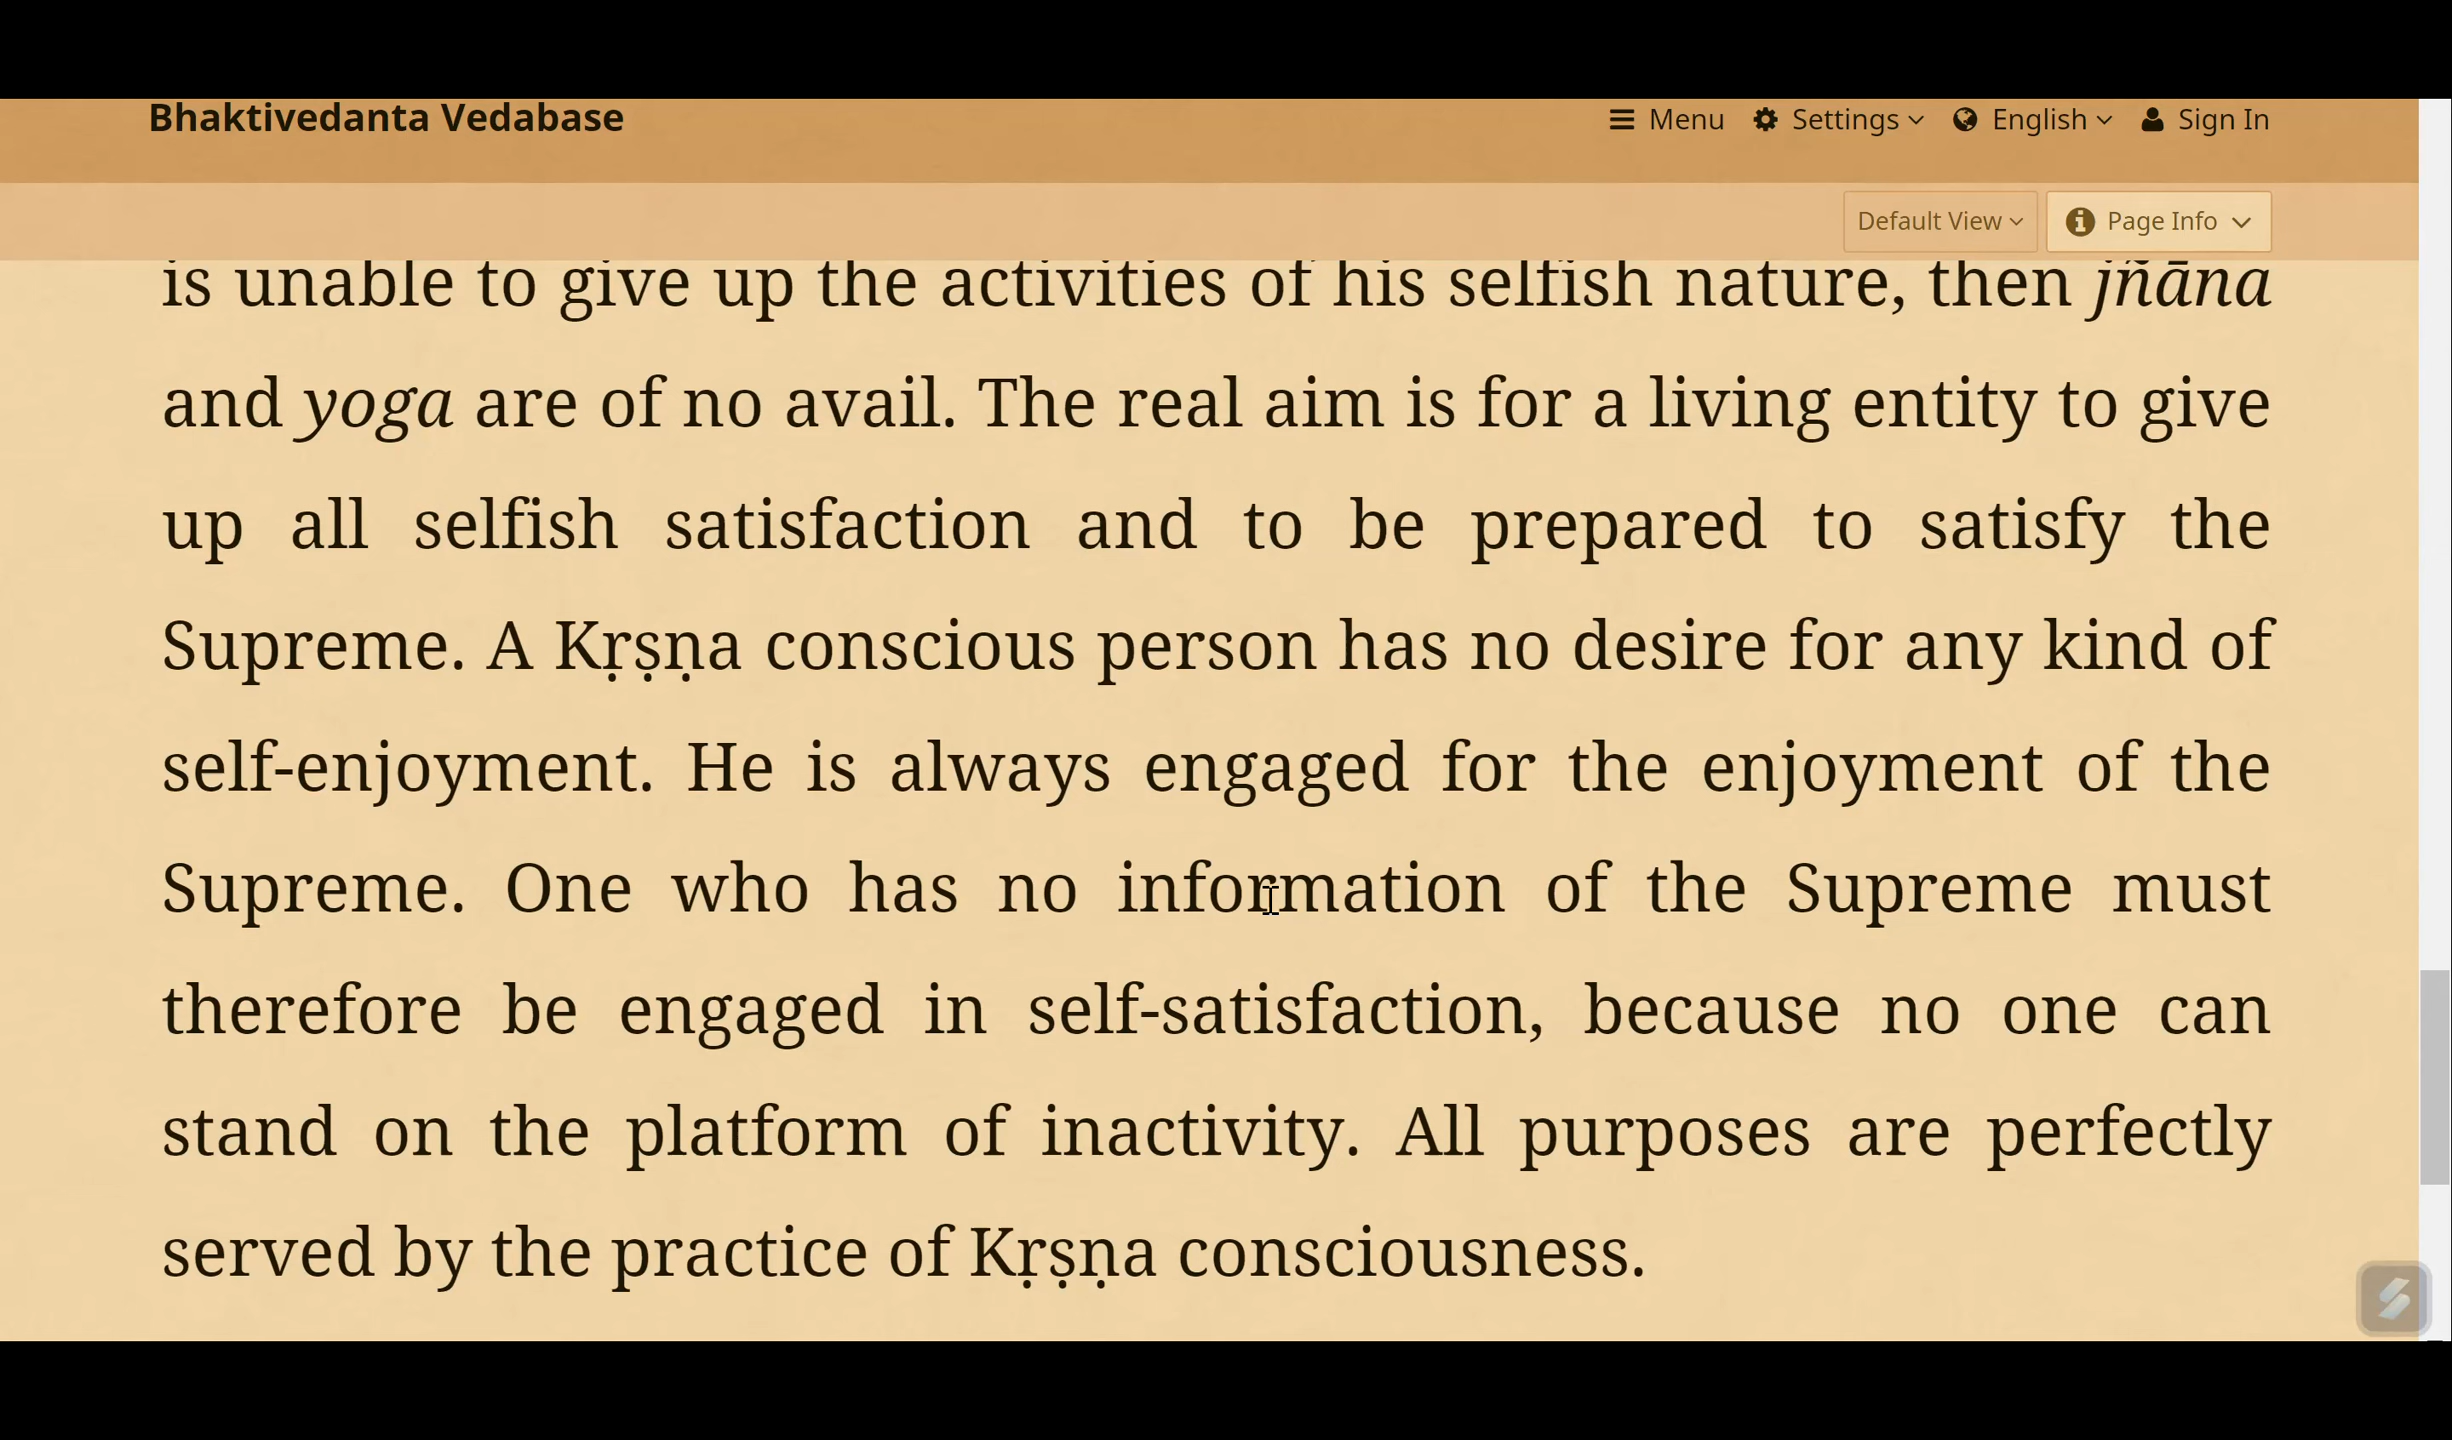 Bhaktivedanta Vedabase
Menu Settings English Sign In
Default View Page Info
is unable to give up the activities of his selfish nature, then jñāna
and yoga are of no avail. The real aim is for a living entity to give
up all selfish satisfaction and to be prepared to satisfy the
Supreme. A Kṛṣṇa conscious person has no desire for any kind of
self-enjoyment. He is always engaged for the enjoyment of the
Supreme. One who has no information of the Supreme must
therefore be engaged in self-satisfaction, because no one can
stand on the platform of inactivity. All purposes are perfectly
served by the practice of Kṛṣṇa consciousness.